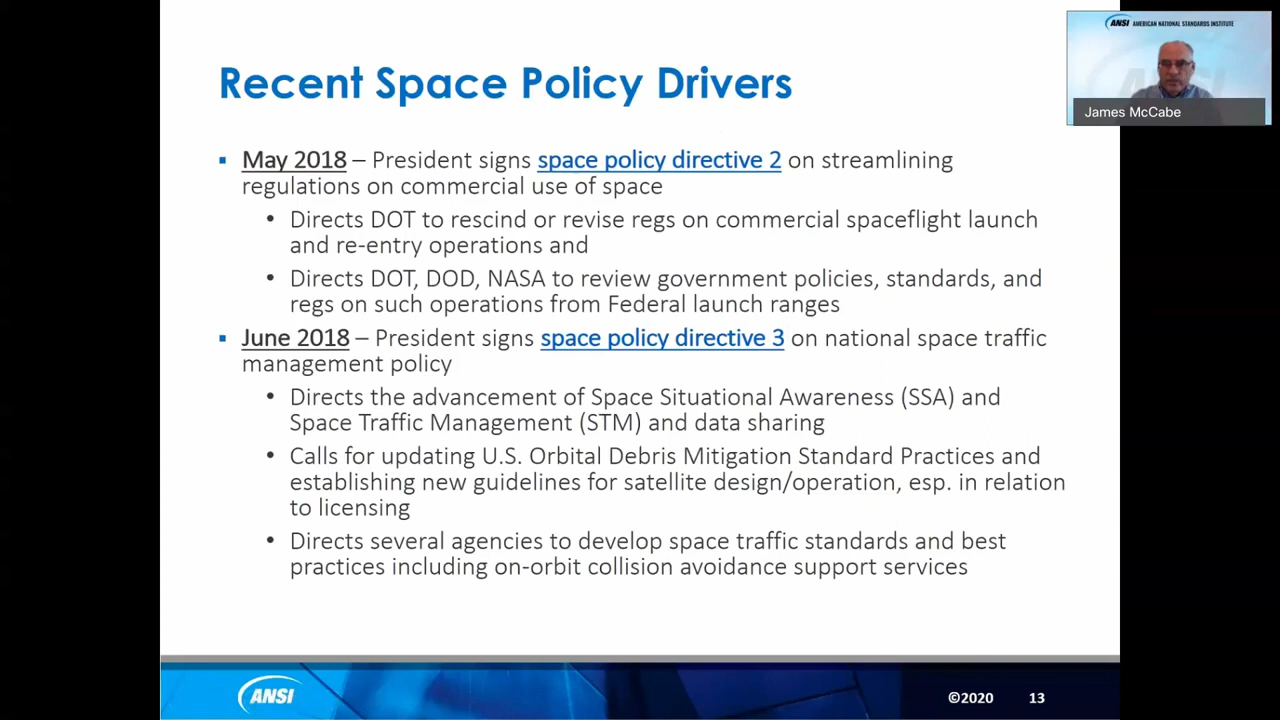 Recent Space Policy Drivers
ANSI AMERICAN NATIONAL STANDARDS INSTITUTE
James McCabe
▪ May 2018 – President signs space policy directive 2 on streamlining
regulations on commercial use of space
• Directs DOT to rescind or revise regs on commercial spaceflight launch
and re-entry operations and
• Directs DOT, DOD, NASA to review government policies, standards, and
regs on such operations from Federal launch ranges
▪ June 2018 – President signs space policy directive 3 on national space traffic
management policy
• Directs the advancement of Space Situational Awareness (SSA) and
Space Traffic Management (STM) and data sharing
• Calls for updating U.S. Orbital Debris Mitigation Standard Practices and
establishing new guidelines for satellite design/operation, esp. in relation
to licensing
• Directs several agencies to develop space traffic standards and best
practices including on-orbit collision avoidance support services
ANSI
©2020 13